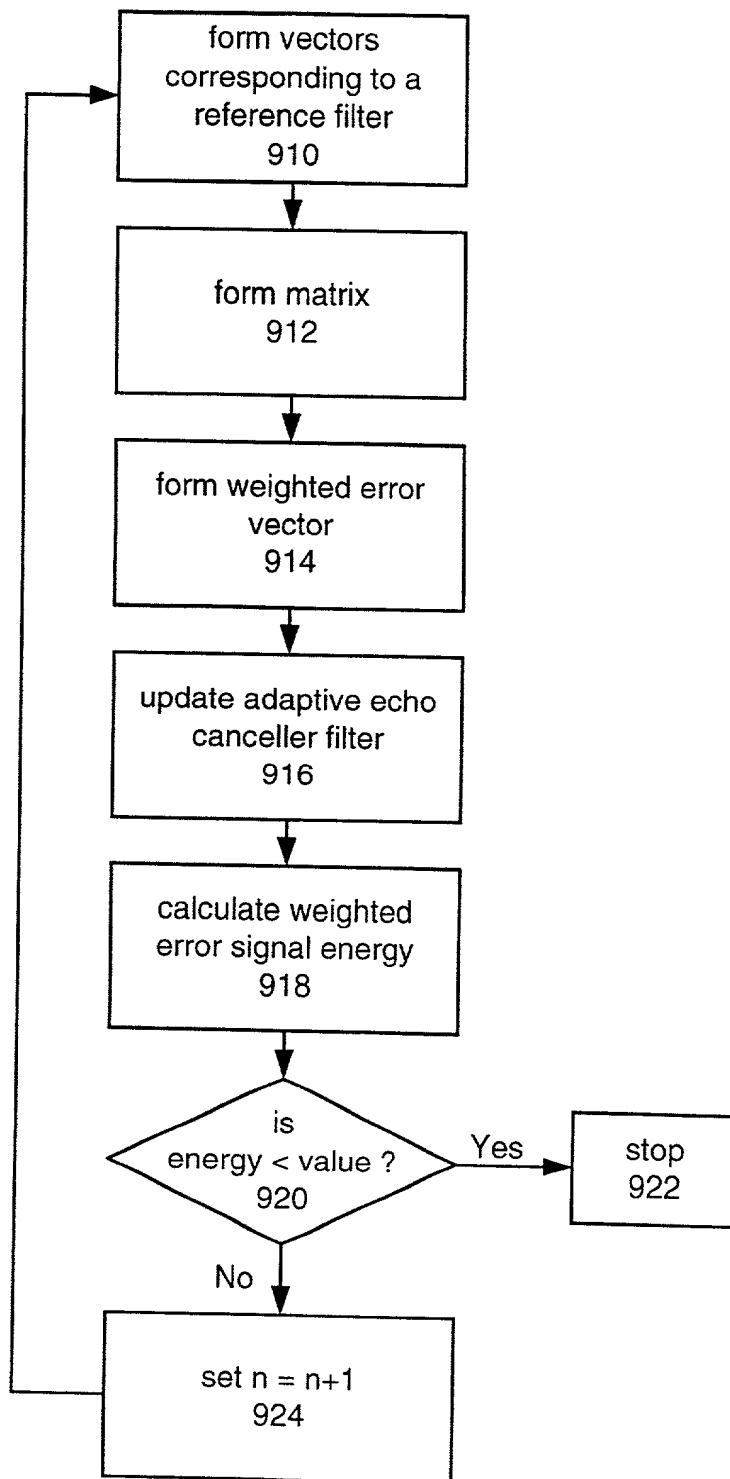 form vectors
corresponding to a
reference filter
910
form matrix
912
form weighted error
vector
914
update adaptive echo
canceller filter
916
calculate weighted
error signal energy
918
is
energy < value ?
920
Yes
stop
922
No
set n = n+1
924